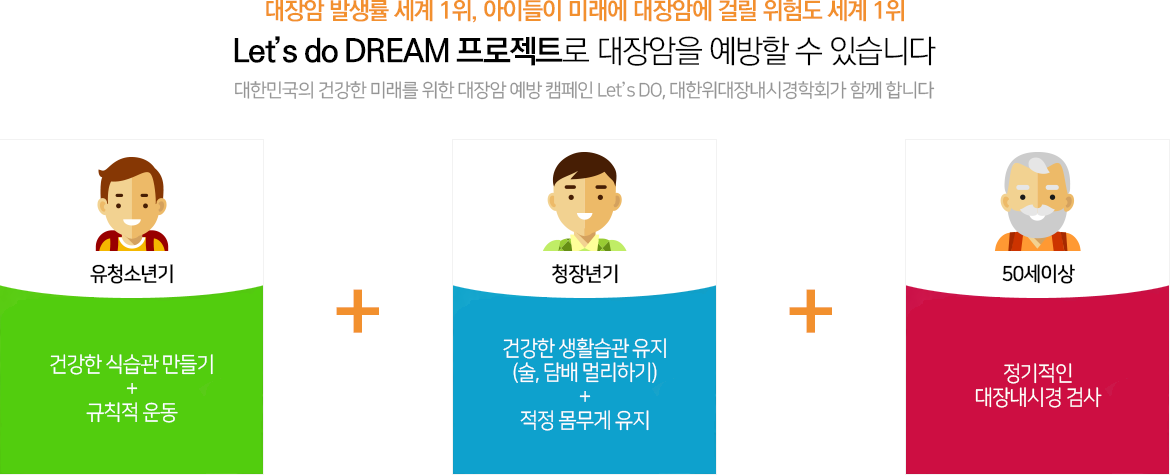 대장암 발생률 세계 1위, 아이들이 미래에 대장암에 걸릴 위험도 세계 1위
Let's do DREAM 프로젝트로 대장암을 예방할 수 있습니다
대한민국의 건강한 미래를 위한 대장암 예방 캠페인 Let's DO, 대한위대장내시경학회가 함께 합니다
유청소년기
건강한 식습관 만들기
+
규칙적 운동
+
청장년기
건강한 생활습관 유지
(술, 담배 멀리하기)
+
적정 몸무게 유지
+
50세이상
정기적인
대장내시경 검사